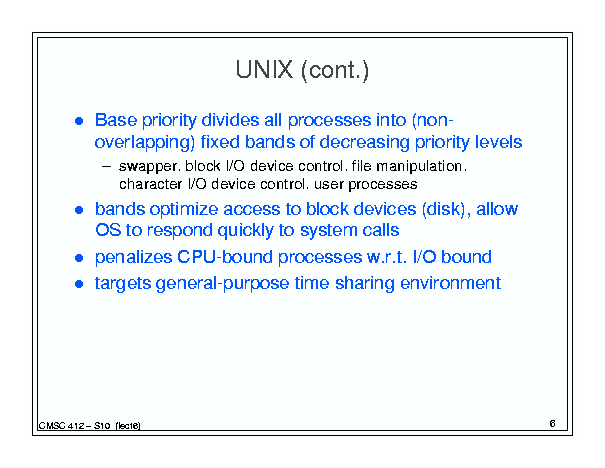 UNIX (cont.)
● Base priority divides all processes into (non-
overlapping) fixed bands of decreasing priority levels
– swapper, block I/O device control, file manipulation,
character I/O device control, user processes
● bands optimize access to block devices (disk), allow
OS to respond quickly to system calls
● penalizes CPU-bound processes w.r.t. I/O bound
● targets general-purpose time sharing environment
CMSC 412 – S10 (lect6)
6